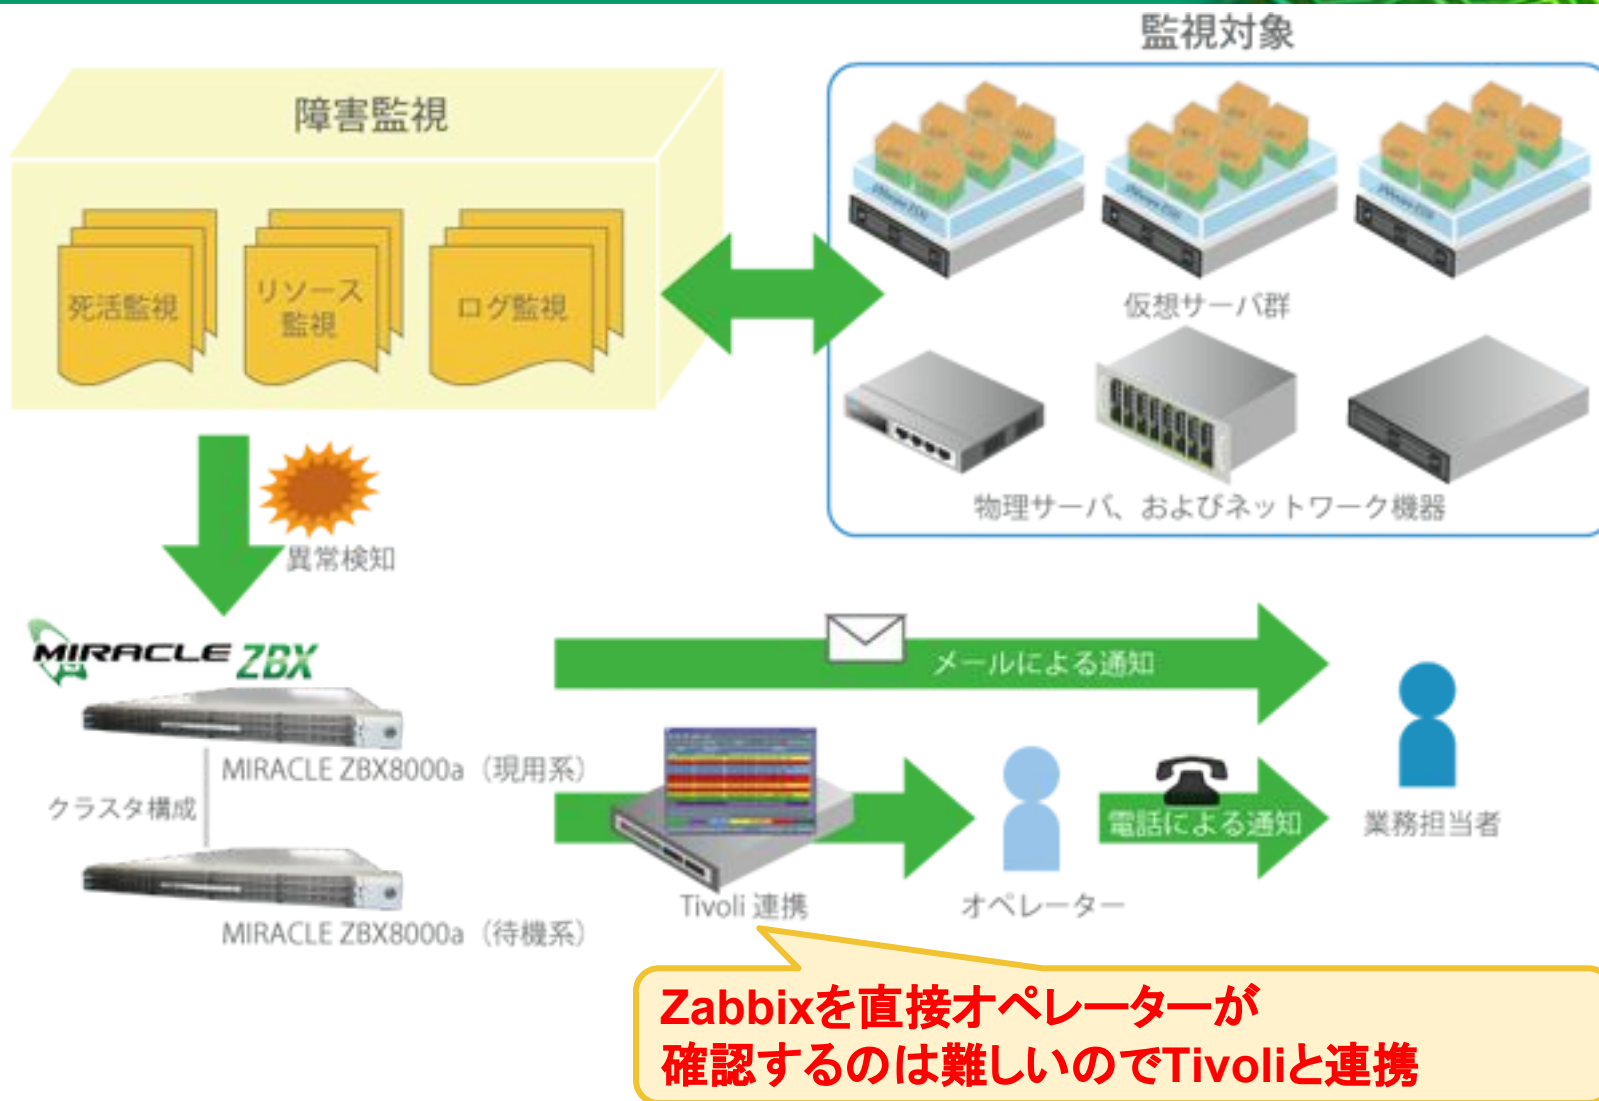 監視対象
障害監視
死活監視
リソース
監視
ログ監視
仮想サーバ群
物理サーバ、およびネットワーク機器
異常検知
MIRACLE ZBX
メールによる通知
MIRACLE ZBX8000a（現用系）
クラスタ構成
電話による通知
業務担当者
Tivoli 連携
オペレーター
MIRACLE ZBX8000a（待機系）
Zabbixを直接オペレーターが
確認するのは難しいのでTivoliと連携